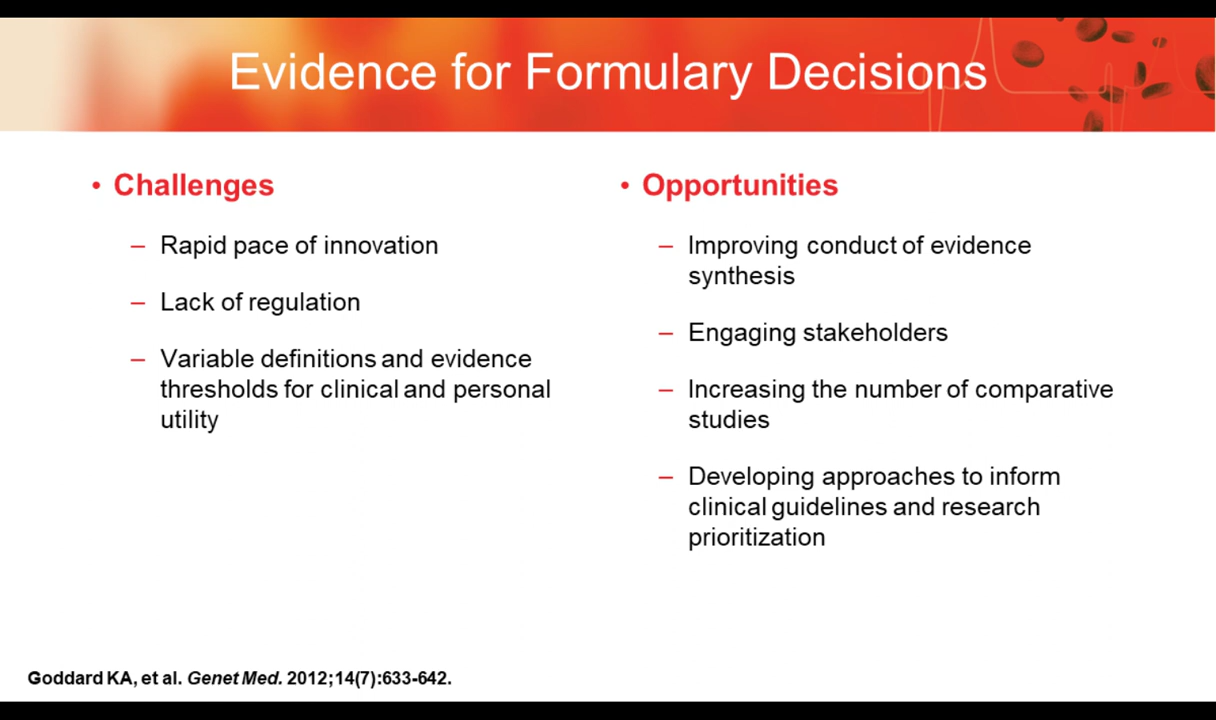 Evidence for Formulary Decisions
• Challenges
– Rapid pace of innovation
– Lack of regulation
– Variable definitions and evidence
thresholds for clinical and personal
utility
• Opportunities
– Improving conduct of evidence
synthesis
– Engaging stakeholders
– Increasing the number of comparative
studies
– Developing approaches to inform
clinical guidelines and research
prioritization
Goddard KA, et al. Genet Med. 2012;14(7):633-642.